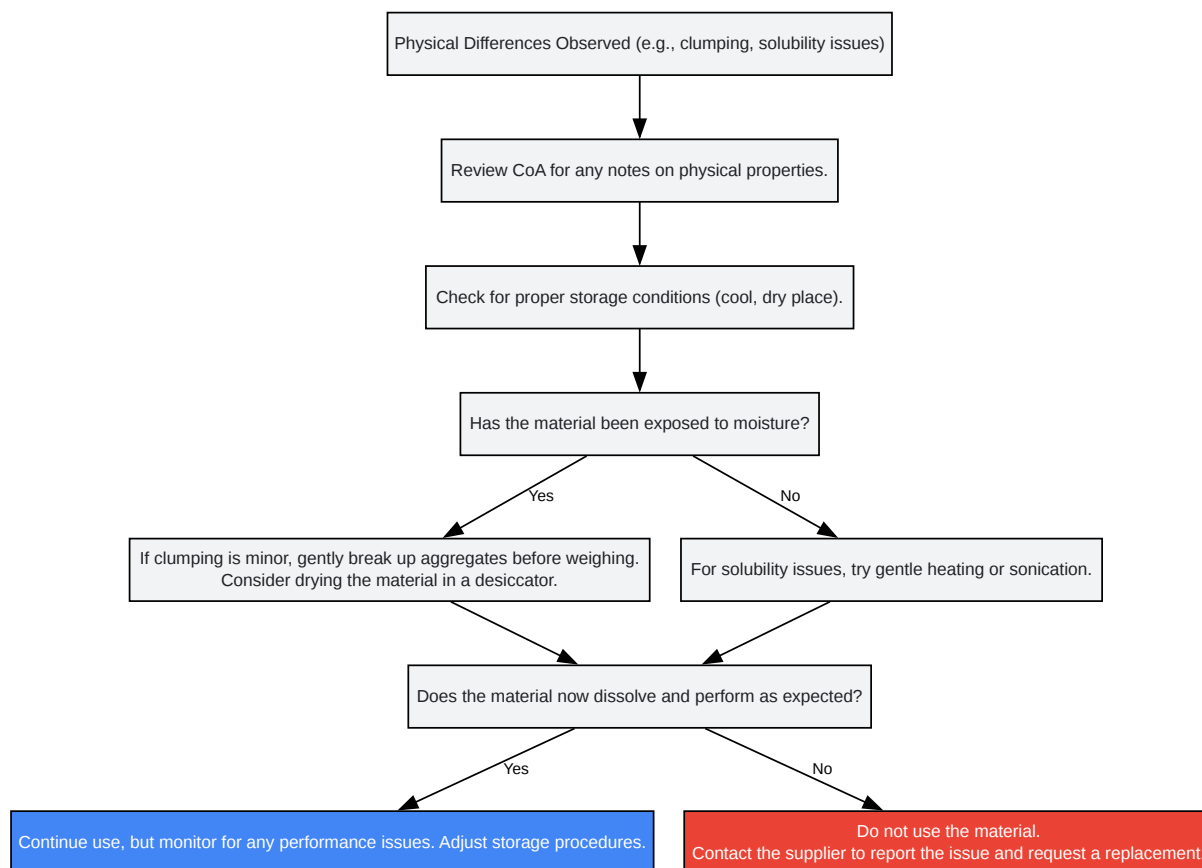 Physical Differences Observed (e.g., clumping, solubility issues)
Review CoA for any notes on physical properties.
Check for proper storage conditions (cool, dry place).
Has the material been exposed to moisture?
Yes
No
If clumping is minor, gently break up aggregates before weighing.
Consider drying the material in a desiccator.
For solubility issues, try gentle heating or sonication.
Does the material now dissolve and perform as expected?
Yes
No
Continue use, but monitor for any performance issues. Adjust storage procedures.
Do not use the material.
Contact the supplier to report the issue and request a replacement